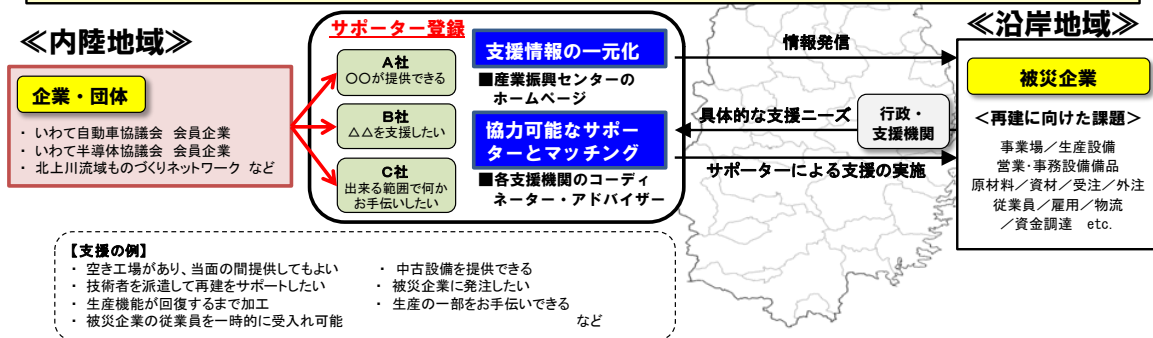 ≪内陸地域≫
企業・団体
・ いわて自動車協議会 会員企業
・ いわて半導体協議会 会員企業
・ 北上川流域ものづくりネットワーク など
サポーター登録
A社
○○が提供できる
B社
△△を支援したい
C社
出来る範囲で何か
お手伝いしたい
支援情報の一元化
■産業振興センターの
ホームページ
協力可能なサポー
ターとマッチング
■各支援機関のコーディ
ネーター・アドバイザー
情報発信
具体的な支援ニーズ
行政・
支援機関
サポーターによる支援の実施
≪沿岸地域≫
被災企業
＜再建に向けた課題＞
事業場／生産設備
営業・事務設備備品
原材料／資材／受注／外注
従業員／雇用／物流
／資金調達 etc.
【支援の例】
・ 空き工場があり、当面の間提供してもよい
・ 技術者を派遣して再建をサポートしたい
・ 生産機能が回復するまで加工
・ 被災企業の従業員を一時的に受入れ可能
・ 中古設備を提供できる
・ 被災企業に発注したい
・ 生産の一部をお手伝いできる
など